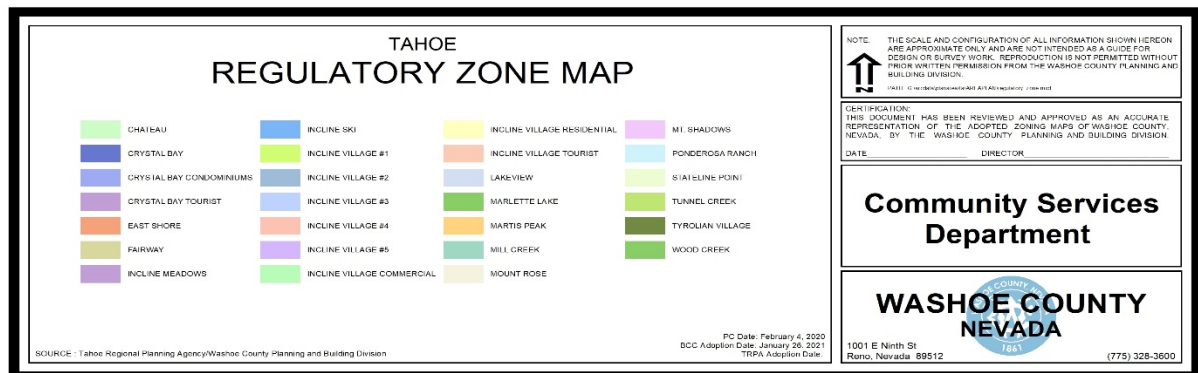 TAHOE
REGULATORY ZONE MAP
CHATEAU
CRYSTAL BAY
CRYSTAL BAY CONDOMINIUMS
CRYSTAL BAY TOURIST
EAST SHORE
FAIRWAY
INCLINE MEADOWS
INCLINE SKI
INCLINE VILLAGE #1
INCLINE VILLAGE #2
INCLINE VILLAGE #3
INCLINE VILLAGE #4
INCLINE VILLAGE #5
INCLINE VILLAGE COMMERCIAL
INCLINE VILLAGE RESIDENTIAL
INCLINE VILLAGE TOURIST
LAKEVIEW
MARLETTE LAKE
MARTIS PEAK
MILL CREEK
MOUNT ROSE
MT. SHADOWS
PONDEROSA RANCH
STATELINE POINT
TUNNEL CREEK
TYROLIAN VILLAGE
WOOD CREEK
SOURCE : Tahoe Regional Planning Agency/Washoe County Planning and Building Division
PC Date: February 4, 2020
BCC Adoption Date: January 26, 2021
TRPA Adoption Date:
NOTE: THE SCALE AND CONFIGURATION OF ALL INFORMATION SHOWN HEREON
ARE APPROXIMATE ONLY AND ARE NOT INTENDED AS A GUIDE FOR
DESIGN OR SURVEY WORK. REPRODUCTION IS NOT PERMITTED WITHOUT
PRIOR WRITTEN PERMISSION FROM THE WASHOE COUNTY PLANNING AND
BUILDING DIVISION.
N
PATH:
CERTIFICATION:
THIS DOCUMENT HAS BEEN REVIEWED AND APPROVED AS AN ACCURATE
REPRESENTATION OF THE ADOPTED ZONING MAPS OF WASHOE COUNTY,
NEVADA, BY THE WASHOE COUNTY PLANNING AND BUILDING DIVISION.
DATE DIRECTOR
Community Services
Department
WASHOE COUNTY
NEVADA
1861
1001 E Ninth St
Reno, Nevada 89512
(775) 328-3600